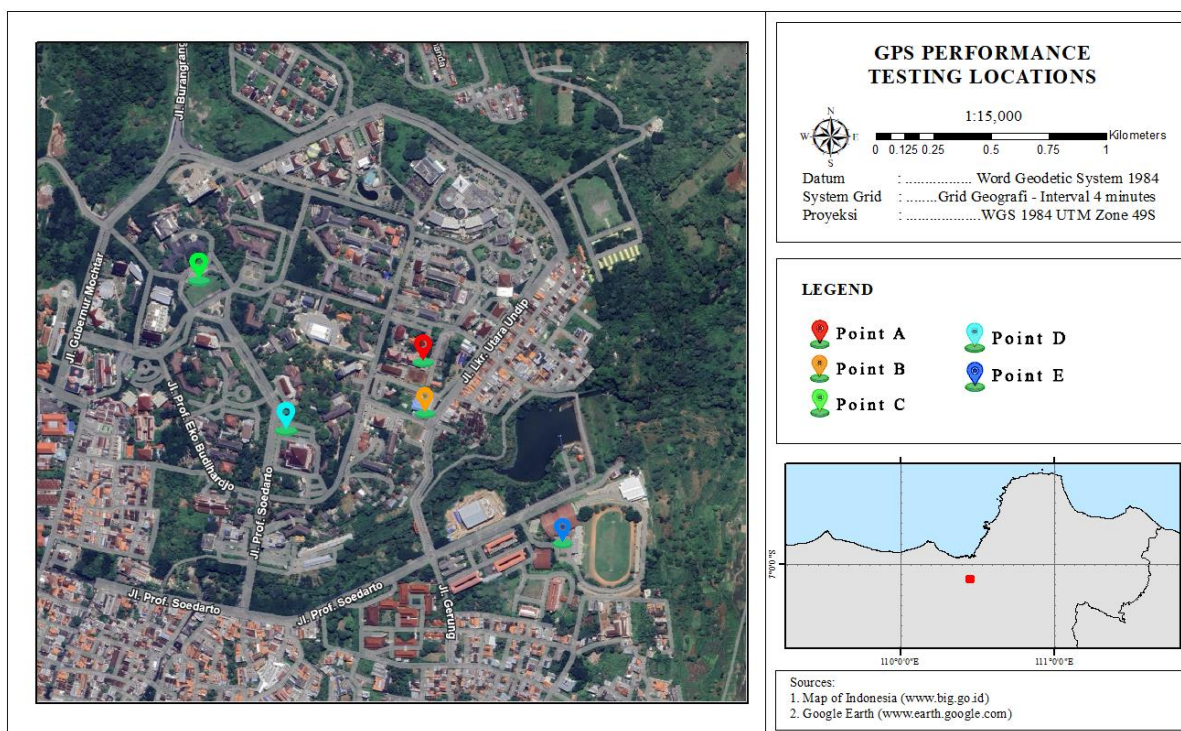 Jl. Burangrang
Jl. Gubernur Mochtar
Jl. Lkr. Utara Undip
Jl. Prof. Eko Budihardjo
Jl. Prof. Soedarto
Jl. Prof. Soedarto
Jl. Prof. Soedarto
Jl. Gerung
GPS PERFORMANCE
TESTING LOCATIONS
N
W E
S
1:15,000
Kilometers
0 0.125 0.25 0.5 0.75 1
Datum : ................. Word Geodetic System 1984
System Grid : ........Grid Geografi - Interval 4 minutes
Proyeksi : ...................WGS 1984 UTM Zone 49S
LEGEND
Point A
Point B
Point C
Point D
Point E
7°0'0"S
110°0'0"E 111°0'0"E
Sources:
1. Map of Indonesia (www.big.go.id)
2. Google Earth (www.earth.google.com)